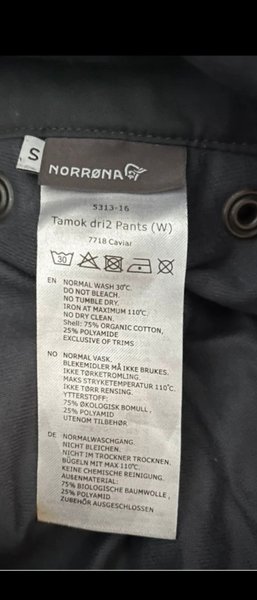 S
NORRØNA
5313-16
Tamok dri2 Pants (W)
7718 Caviar
30
EN NORMAL WASH 30°C.
DO NOT BLEACH.
NO TUMBLE DRY.
IRON AT MAXIMUM 110°C.
NO DRY CLEAN.
Shell: 75% ORGANIC COTTON,
25% POLYAMIDE
EXCLUSIVE OF TRIMS
NO NORMAL VASK.
BLEKEMIDLER MÅ IKKE BRUKES.
IKKE TØRKETROMLING.
MAKS STRYKETEMPERATUR 110°C.
IKKE TØRR RENSING.
YTTERSTOFF:
75% ØKOLOGISK BOMULL,
25% POLYAMID
UTENOM TILBEHØR
DE NORMALWASCHGANG.
NICHT BLEICHEN.
NICHT IM TROCKNER TROCKNEN.
BÜGELN MIT MAX 110°C.
KEINE CHEMISCHE REINIGUNG.
AUßENMATERIAL:
75% BIOLOGISCHE BAUMWOLLE,
25% POLYAMID
ZUBEHÖR AUSGESCHLOSSEN